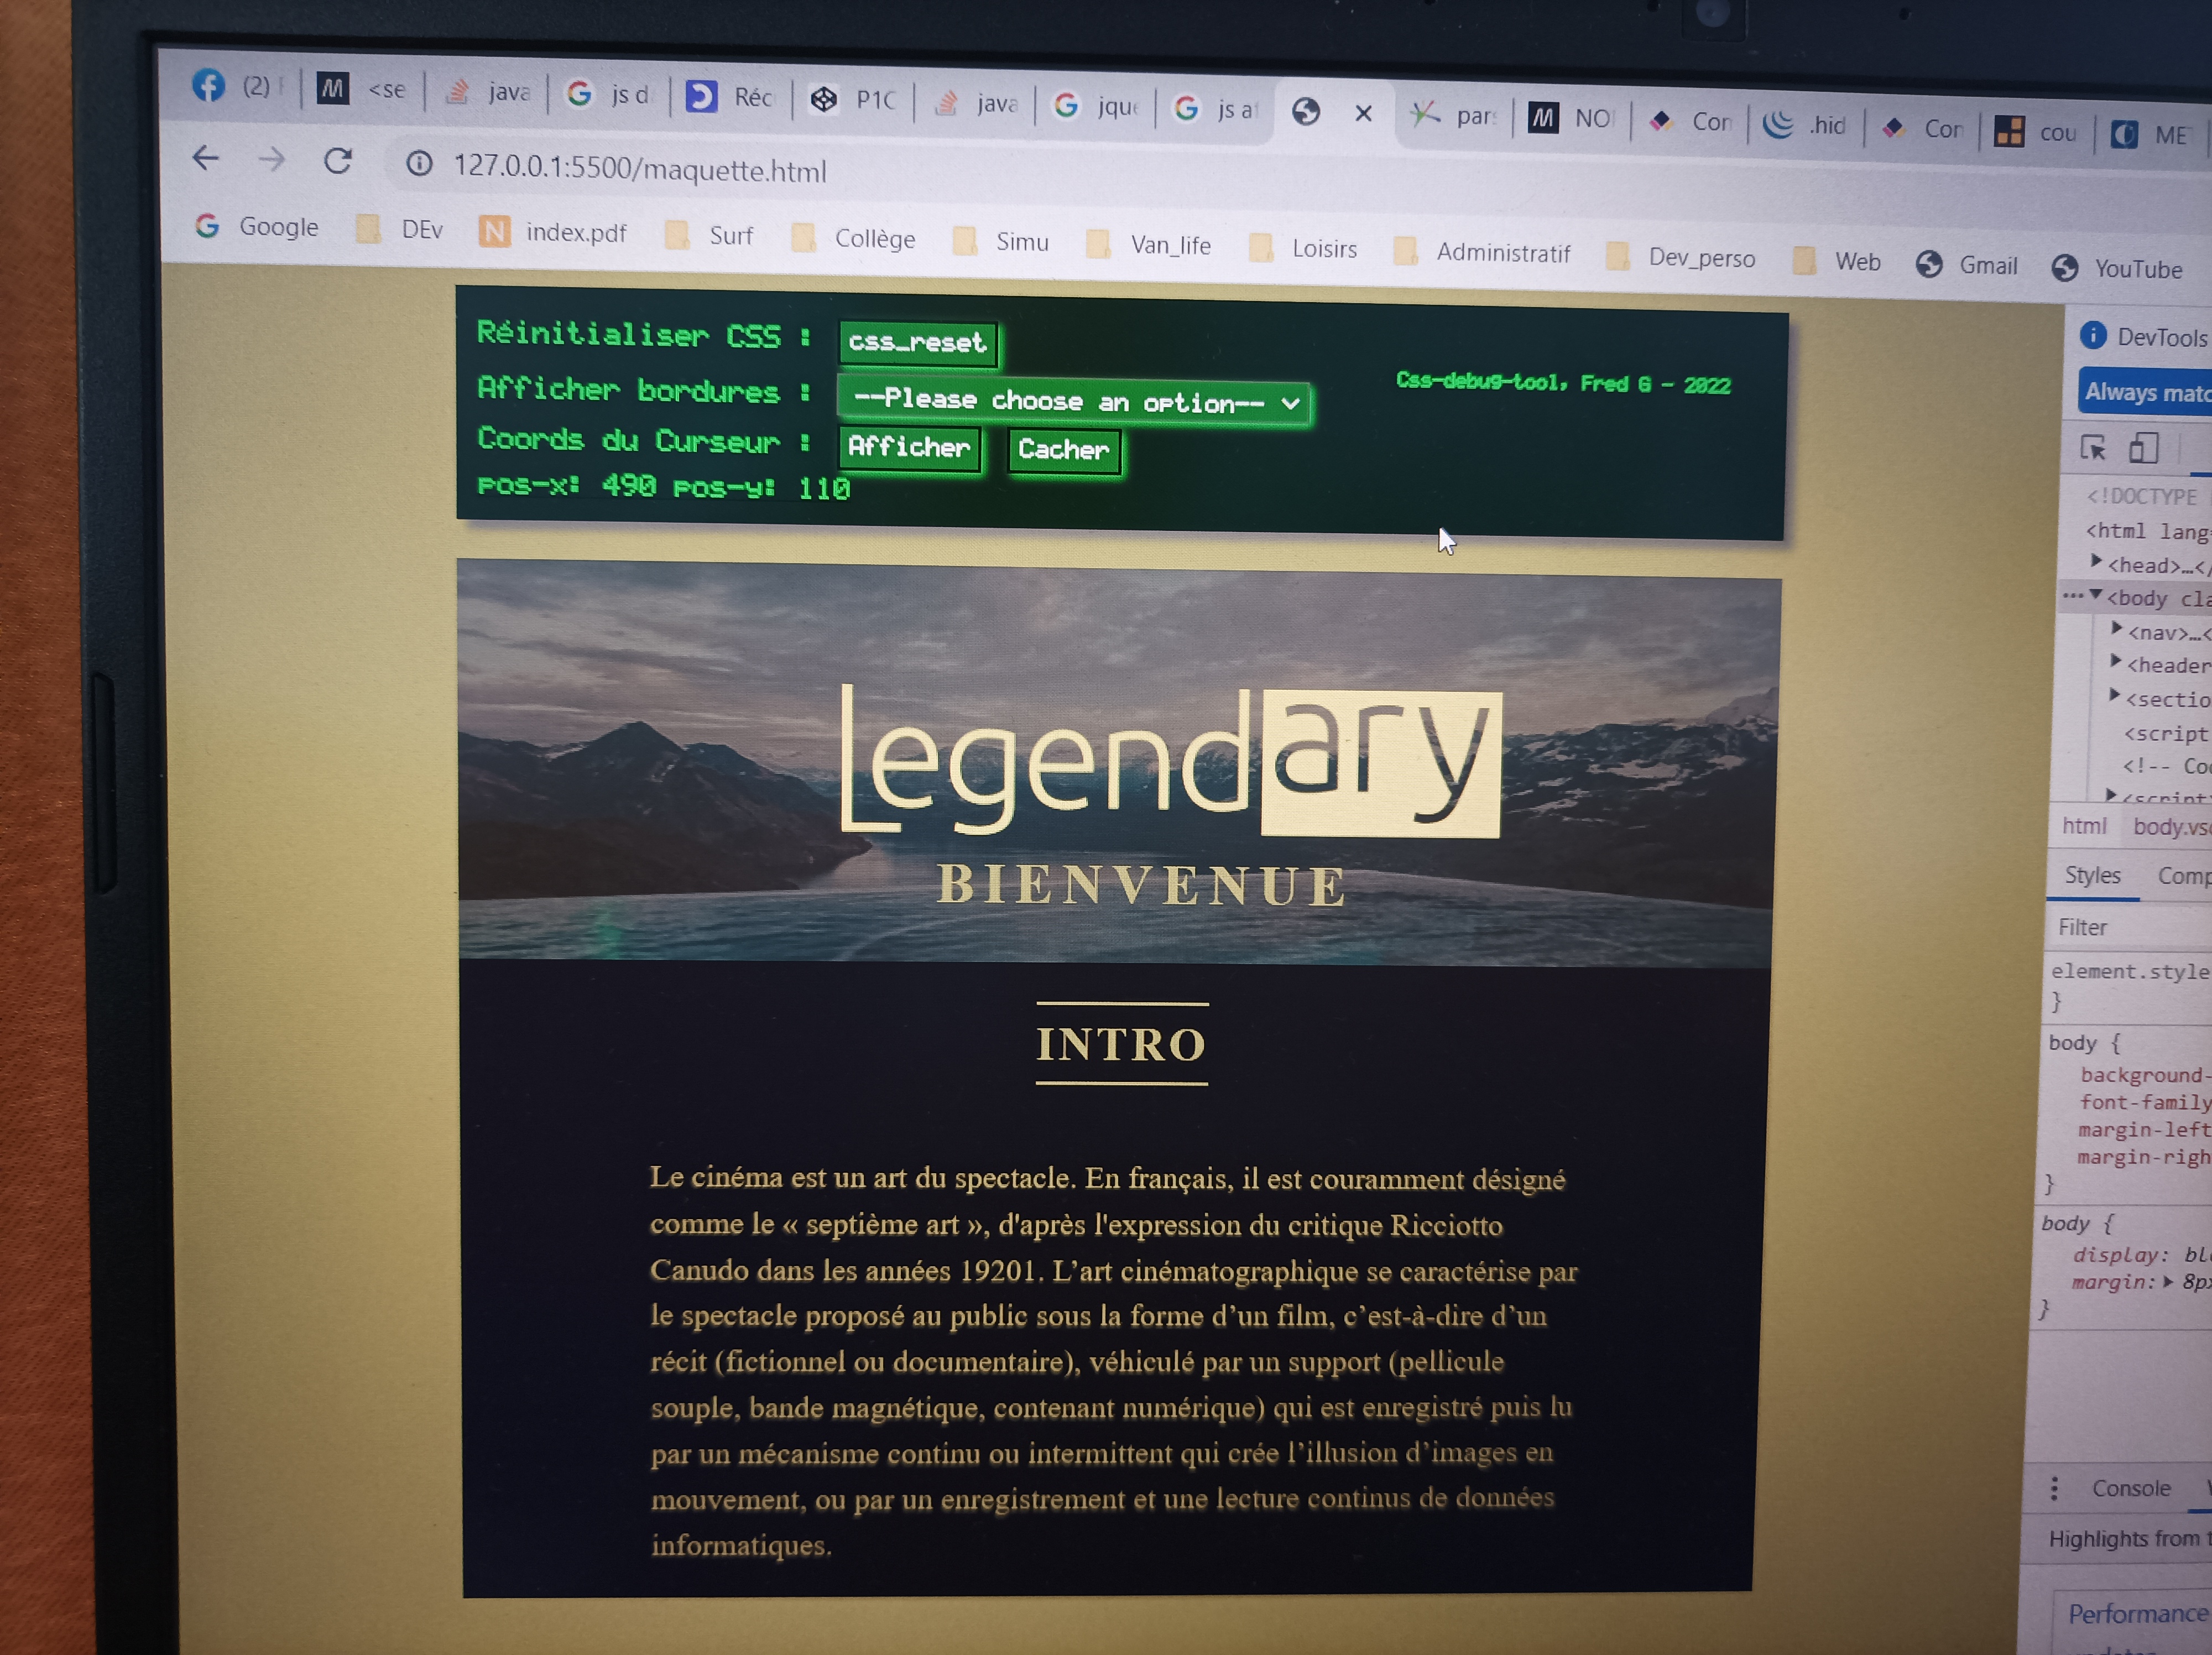 (2)
<se
java
js d
Réc
P1C
java
jque
js a
par
NO
Con
.hid
Con
cou
ME
127.0.0.1:5500/maquette.html
Google
DEv
index.pdf
Surf
Collège
Simu
Van_life
Loisirs
Administratif
Dev_perso
Web
Gmail
YouTube
Réinitialiser CSS : css_reset
Afficher bordures : --Please choose an option--
Coords du Curseur : Afficher Cacher
pos-x: 490 pos-y: 110
Css-debug-tool, Fred G - 2022
Legendary
BIENVENUE
INTRO
Le cinéma est un art du spectacle. En français, il est couramment désigné
comme le « septième art », d'après l'expression du critique Ricciotto
Canudo dans les années 19201. L’art cinématographique se caractérise par
le spectacle proposé au public sous la forme d’un film, c’est-à-dire d’un
récit (fictionnel ou documentaire), véhiculé par un support (pellicule
souple, bande magnétique, contenant numérique) qui est enregistré puis lu
par un mécanisme continu ou intermittent qui crée l’illusion d’images en
mouvement, ou par un enregistrement et une lecture continus de données
informatiques.
DevTools
Always matc
<!DOCTYPE
<html lang
<head>…</
<body cla
<nav>…<
<header
<sectio
<script
<!-- Co
<script
html body.vs
Styles Comp
Filter
element.style
}
body {
background-
font-family
margin-left
margin-righ
}
body {
display: bl
margin: 8px
}
Console
Highlights from t
Performance